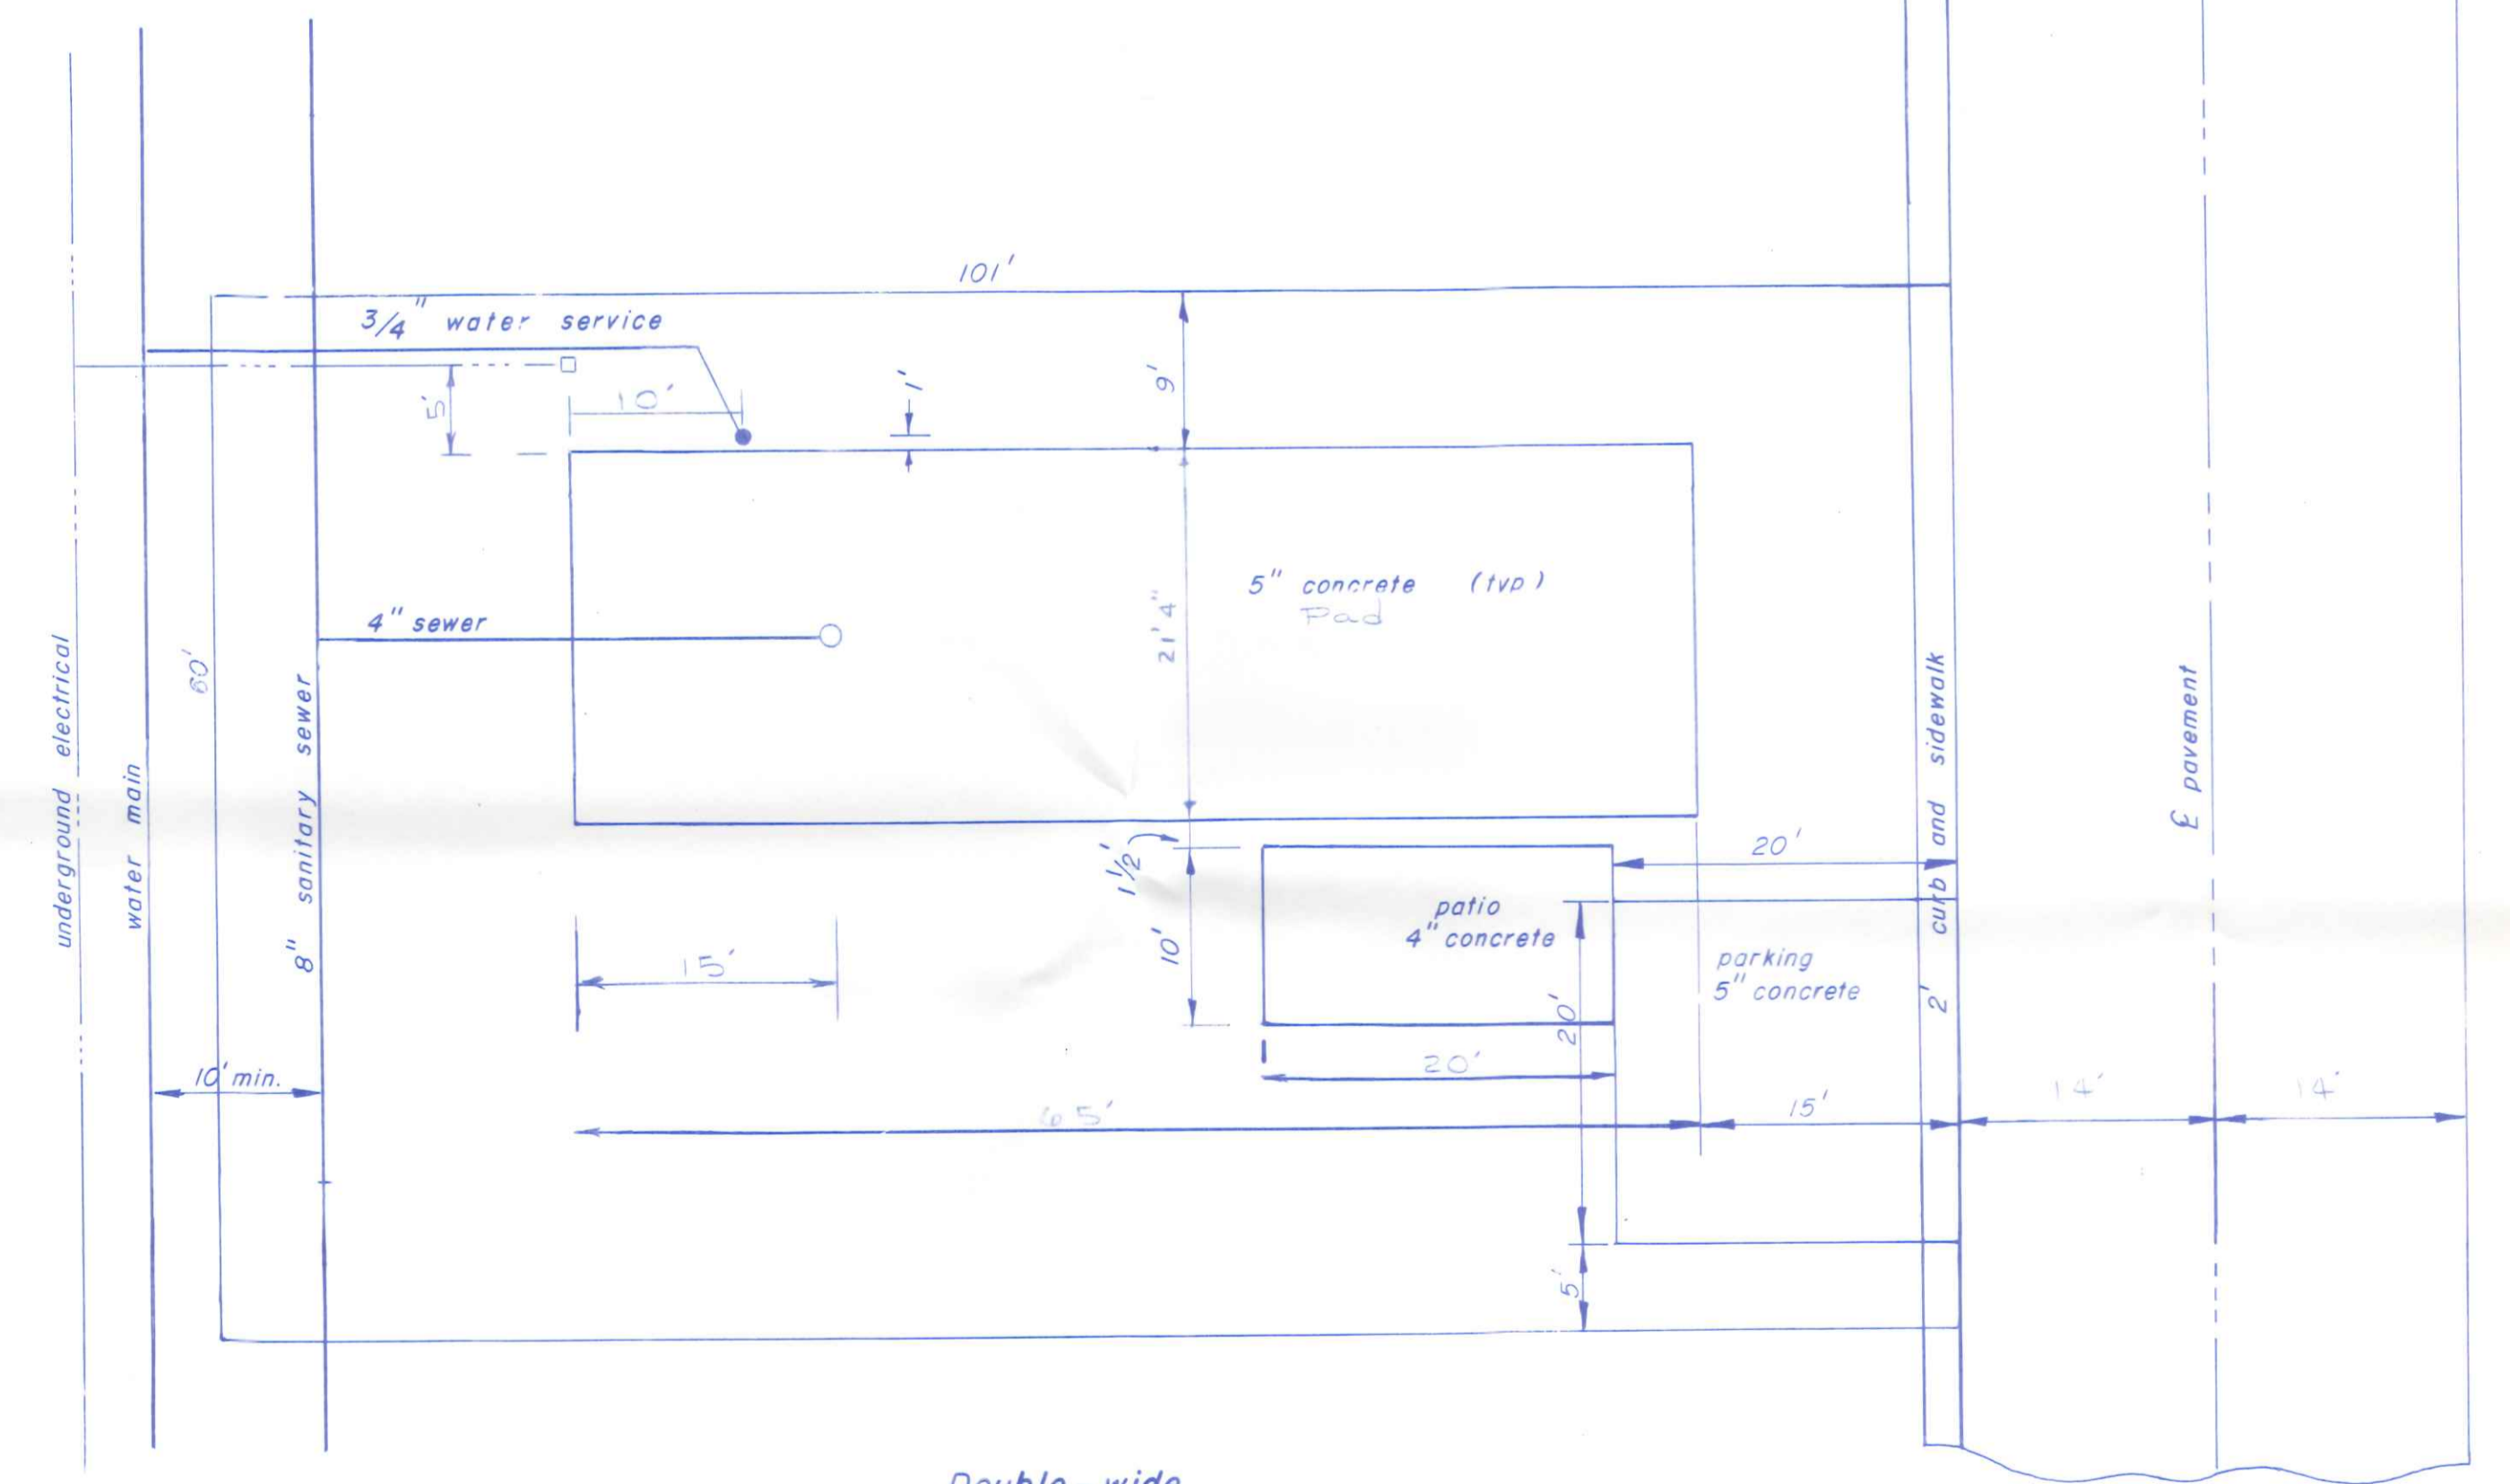 101'
3/4" water service
5'
10'
1'
9'
5" concrete (typ)
Pad
21'4"
4" sewer
60'
underground electrical
water main
8" sanitary sewer
1 1/2'
10'
patio
4" concrete
20'
parking
5" concrete
2' curb and sidewalk
℄ pavement
15'
20'
20'
10' min.
65'
15'
14'
14'
5'
Double - wide